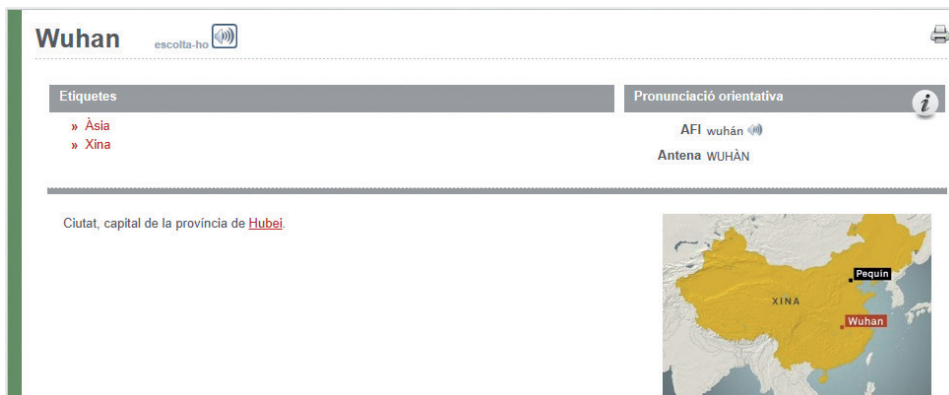 Wuhan escolta-ho
Etiquetes
» Àsia
» Xina
Pronunciació orientativa
i
AFI wuhán
Antena WUHÀN
Ciutat, capital de la província de Hubei.
Pequín
XINA
Wuhan